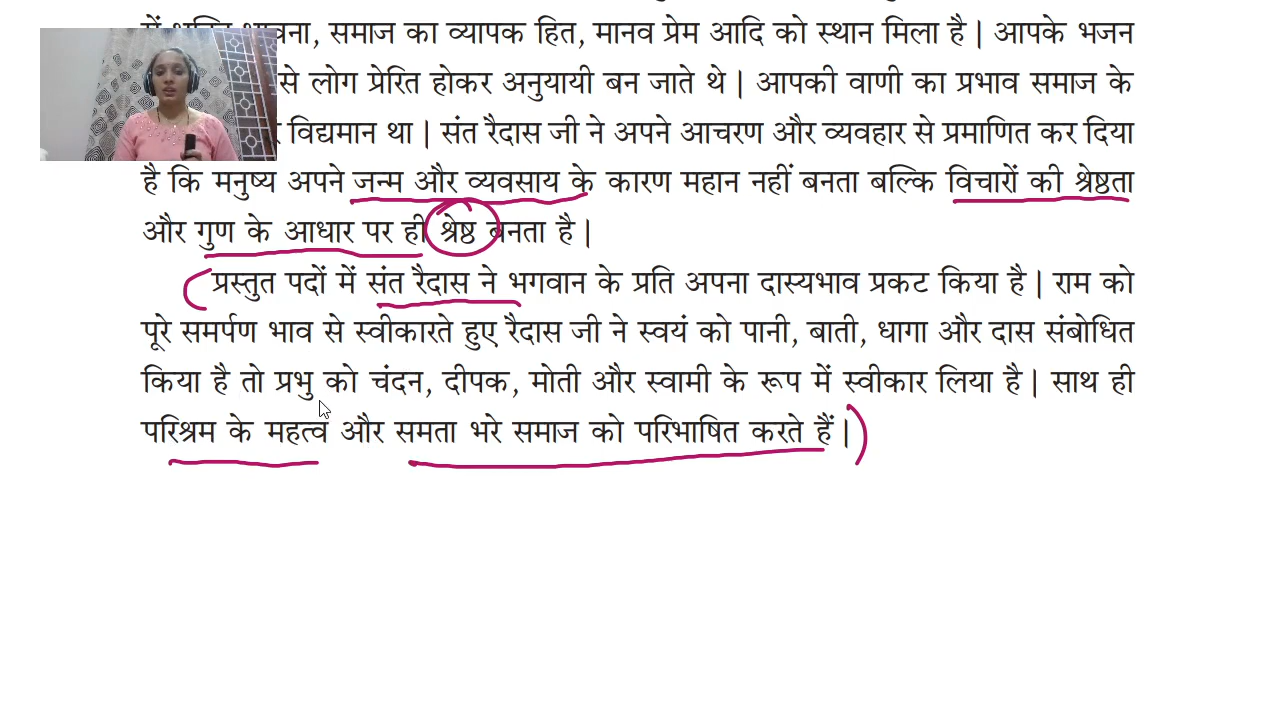 समाज का व्यापक हित, मानव प्रेम आदि को स्थान मिला है | आपके भजन
से लोग प्रेरित होकर अनुयायी बन जाते थे | आपकी वाणी का प्रभाव समाज के
विद्यमान था | संत रैदास जी ने अपने आचरण और व्यवहार से प्रमाणित कर दिया
है कि मनुष्य अपने जन्म और व्यवसाय के कारण महान नहीं बनता बल्कि विचारों की श्रेष्ठता
और गुण के आधार पर ही श्रेष्ठ बनता है |
प्रस्तुत पदों में संत रैदास ने भगवान के प्रति अपना दास्यभाव प्रकट किया है | राम को
पूरे समर्पण भाव से स्वीकारते हुए रैदास जी ने स्वयं को पानी, बाती, धागा और दास संबोधित
किया है तो प्रभु को चंदन, दीपक, मोती और स्वामी के रूप में स्वीकार लिया है | साथ ही
परिश्रम के महत्व और समता भरे समाज को परिभाषित करते हैं |